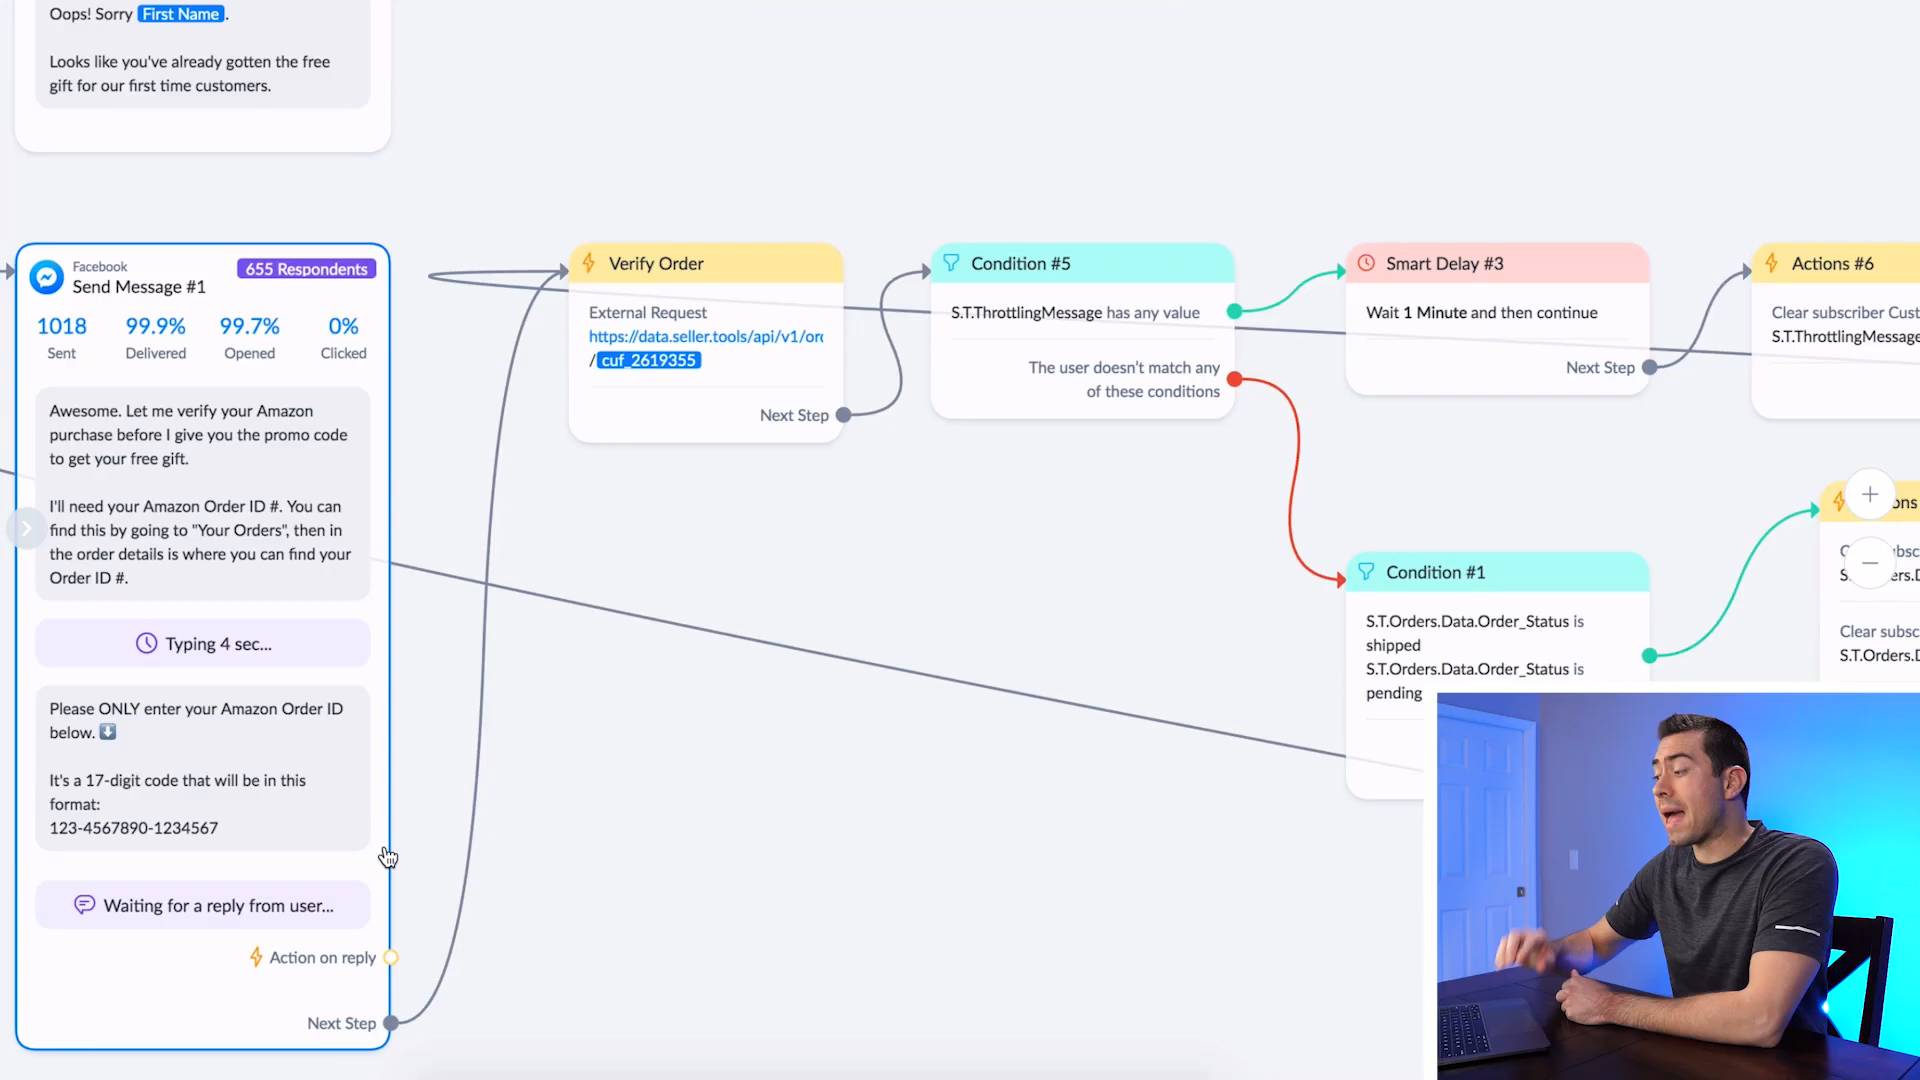 Oops! Sorry First Name.
Looks like you've already gotten the free
gift for our first time customers.
Facebook
Send Message #1
655 Respondents
1018
99.9%
99.7%
0%
Sent
Delivered
Opened
Clicked
Awesome. Let me verify your Amazon
purchase before I give you the promo code
to get your free gift.
I'll need your Amazon Order ID #. You can
find this by going to "Your Orders", then in
the order details is where you can find your
Order ID #.
Typing 4 sec...
Please ONLY enter your Amazon Order ID
below.
It's a 17-digit code that will be in this
format:
123-4567890-1234567
Waiting for a reply from user...
Action on reply
Next Step
Verify Order
External Request
https://data.seller.tools/api/v1/orc
/ cuf_2619355
Next Step
Condition #5
S.T.ThrottlingMessage has any value
The user doesn't match any
of these conditions
Smart Delay #3
Wait 1 Minute and then continue
Next Step
Actions #6
Clear subscriber Cust
S.T.ThrottlingMessage
Condition #1
S.T.Orders.Data.Order_Status is
shipped
S.T.Orders.Data.Order_Status is
pending
ons
Clear subsc
S.T.Orders.D